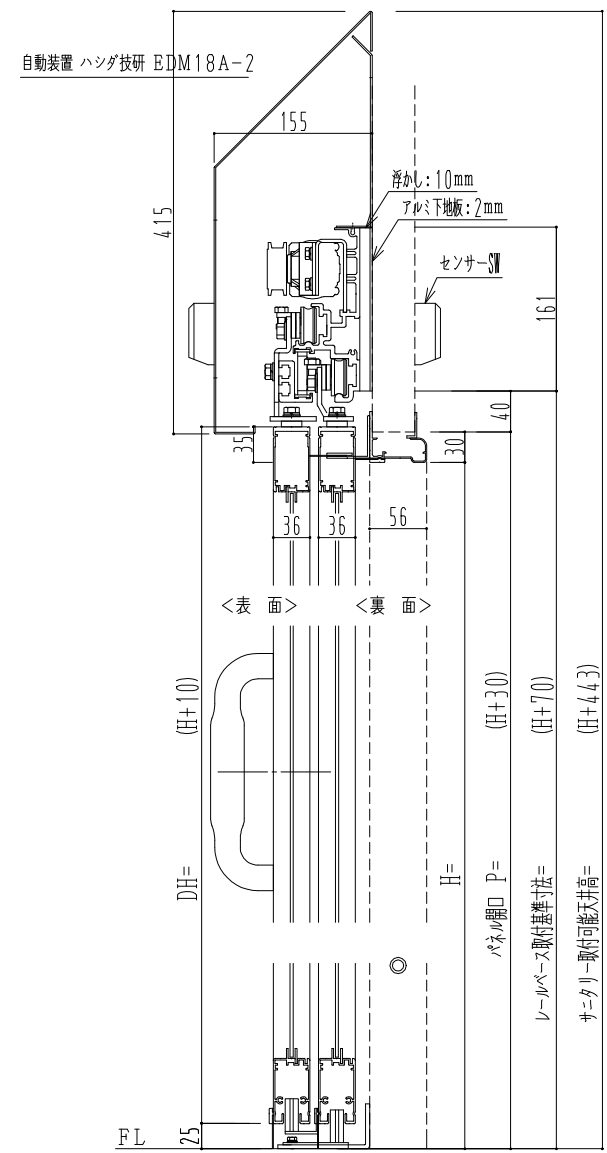 自動装置 ハシダ技研 EDM18A-2
155
浮かし:10mm
アルミ下地板:2mm
センサーSW
415
161
40
35
30
36
36
56
<表 面>
<裏 面>
(H+10)
(H+30)
(H+70)
(H+443)
DH=
H=
パネル開口 P=
レールベース取付基準寸法=
サニタリー取付可能天井高=
FL
25